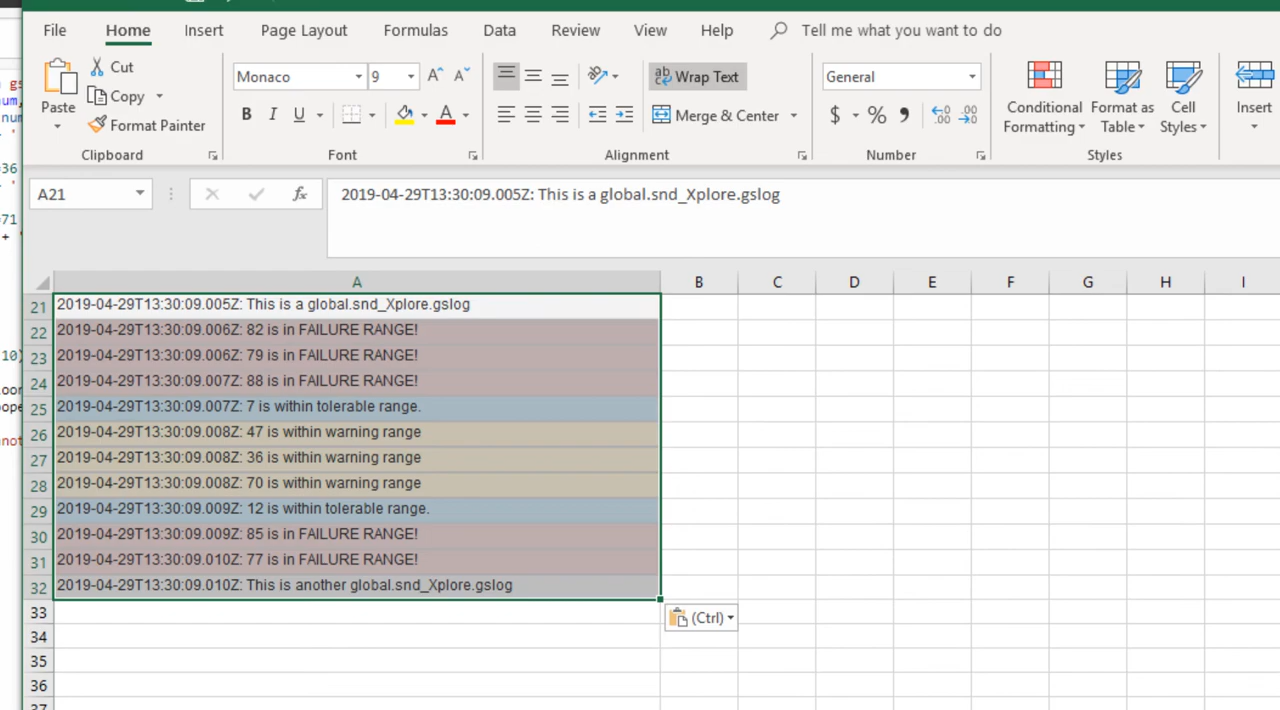 File Home Insert Page Layout Formulas Data Review View Help Tell me what you want to do
Paste
Cut
Copy
Format Painter
Clipboard
Monaco 9
B I U
A
Font
ab Wrap Text
Merge & Center
Alignment
General
$ % ,
Number
Conditional Formatting
Format as Table
Cell Styles
Styles
Insert
A21 fx 2019-04-29T13:30:09.005Z: This is a global.snd_Xplore.gslog
A B C D E F G H I
21 2019-04-29T13:30:09.005Z: This is a global.snd_Xplore.gslog
22 2019-04-29T13:30:09.006Z: 82 is in FAILURE RANGE!
23 2019-04-29T13:30:09.006Z: 79 is in FAILURE RANGE!
24 2019-04-29T13:30:09.007Z: 88 is in FAILURE RANGE!
25 2019-04-29T13:30:09.007Z: 7 is within tolerable range.
26 2019-04-29T13:30:09.008Z: 47 is within warning range
27 2019-04-29T13:30:09.008Z: 36 is within warning range
28 2019-04-29T13:30:09.008Z: 70 is within warning range
29 2019-04-29T13:30:09.009Z: 12 is within tolerable range.
30 2019-04-29T13:30:09.009Z: 85 is in FAILURE RANGE!
31 2019-04-29T13:30:09.010Z: 77 is in FAILURE RANGE!
32 2019-04-29T13:30:09.010Z: This is another global.snd_Xplore.gslog
33
(Ctrl)
34
35
36